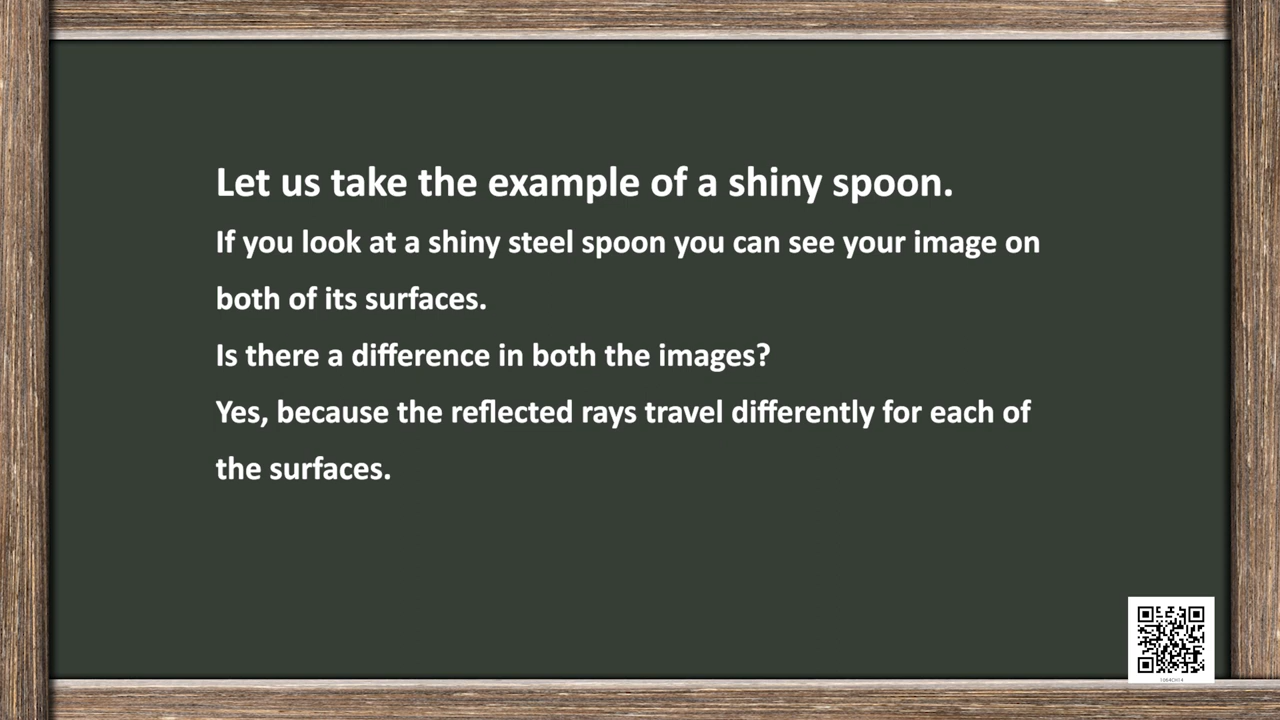 Let us take the example of a shiny spoon.
If you look at a shiny steel spoon you can see your image on
both of its surfaces.
Is there a difference in both the images?
Yes, because the reflected rays travel differently for each of
the surfaces.